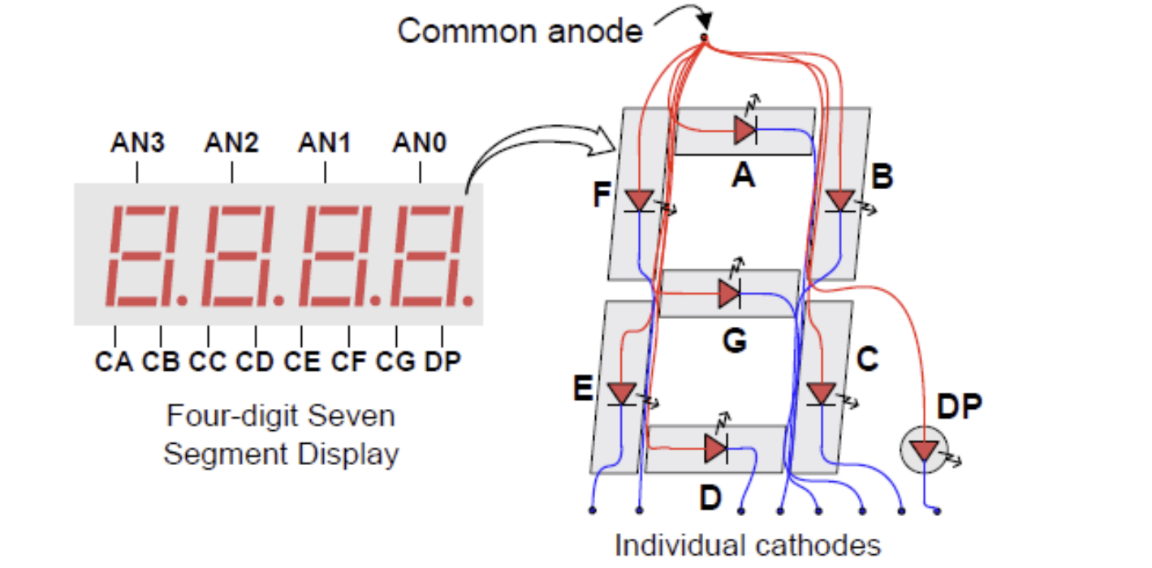 Common anode
AN3 AN2 AN1 AN0
A
B
F
G
CA CB CC CD CE CF CG DP
E
C
DP
Four-digit Seven
Segment Display
D
Individual cathodes